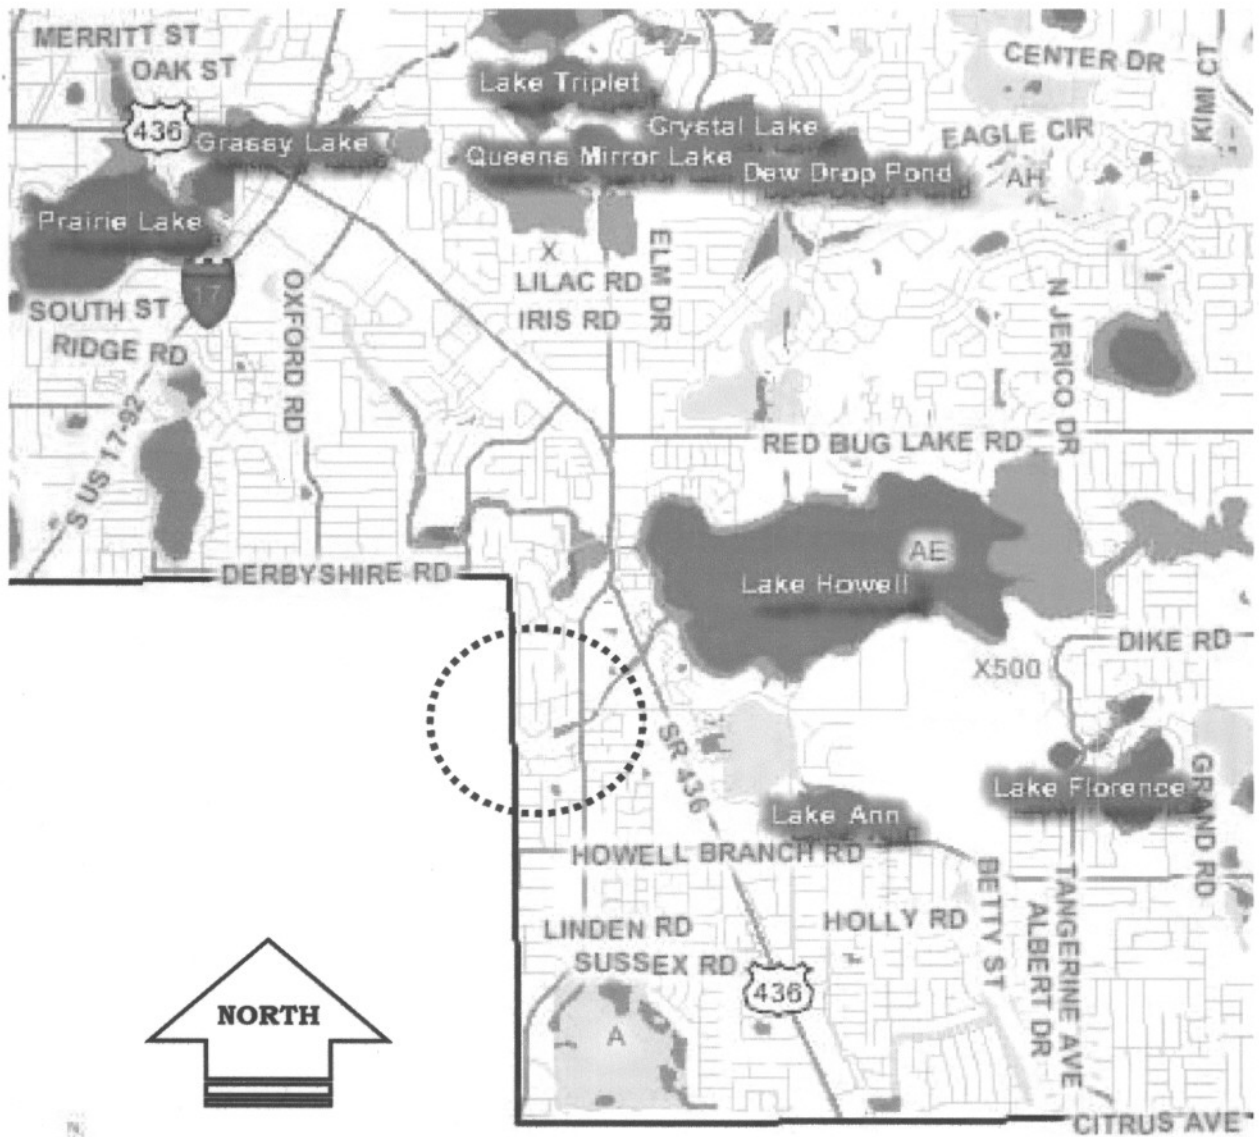 MERRITT ST
OAK ST
436
Grassy Lake
Prairie Lake
Lake Triplet
Crystal Lake
Queens Mirror Lake
Dew Drop Pond
CENTER DR
KIMI CT
EAGLE CIR
AH
X
LILAC RD
IRIS RD
ELM DR
N JERICO DR
17
SOUTH ST
RIDGE RD
OXFORD RD
S US 17-92
RED BUG LAKE RD
AE
Lake Howell
DERBYSHIRE RD
DIKE RD
X500
SR 436
Lake Florence
Lake Ann
GRAND RD
HOWELL BRANCH RD
LINDEN RD
SUSSEX RD
HOLLY RD
BETTY ST
ALBERT DR
TANGERINE AVE
436
A
NORTH
CITRUS AVE
N